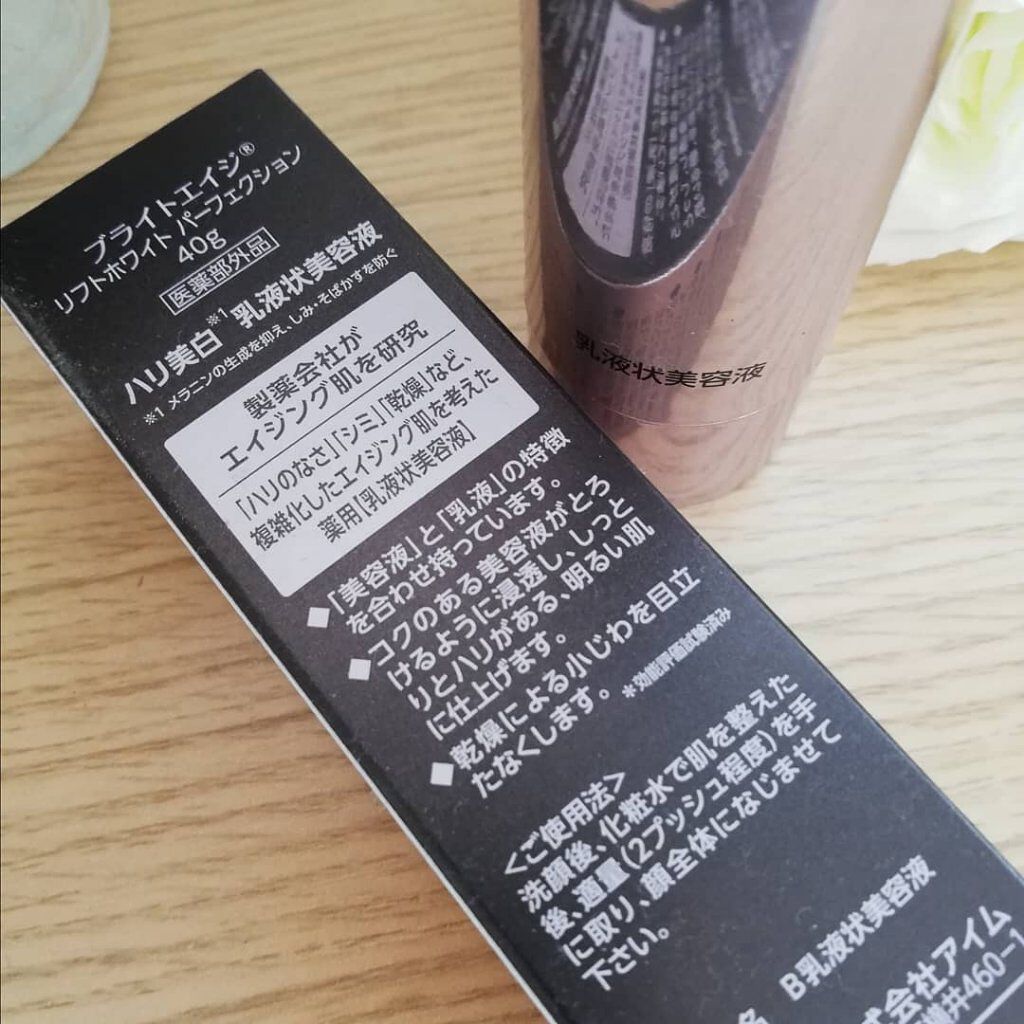 ブライトエイジ®
リフトホワイト パーフェクション
40g
医薬部外品
ハリ美白※1 乳液状美容液
※1 メラニンの生成を抑え、しみ・そばかすを防ぐ
製薬会社が
エイジング肌を研究
「ハリのなさ」「シミ」「乾燥」など、
複雑化したエイジング肌を考えた
薬用【乳液状美容液】
◆「美容液」と「乳液」の特徴
を合わせ持っています。
◆コクのある美容液がとろ
けるように浸透し、しっと
りとハリがある、明るい肌
に仕上げます。
◆乾燥による小じわを目立
たなくします。 *効能評価試験済み
<ご使用法>
洗顔後、化粧水で肌を整えた
後、適量(2プッシュ程度)を手
に取り、顔全体になじませて
下さい。
B乳液状美容液
式会社アイム
460-1
乳液状美容液